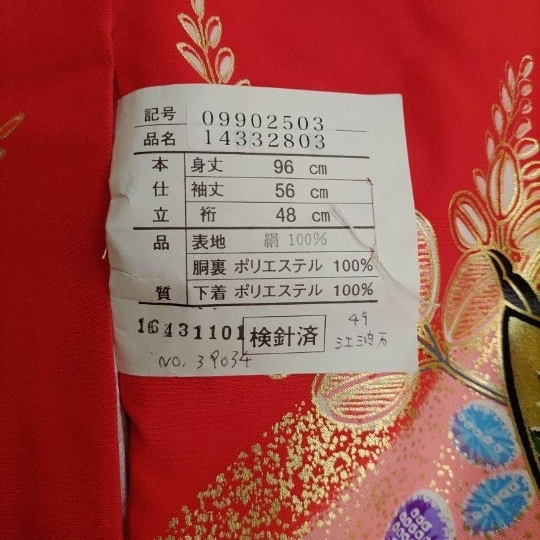 記号 09902503
品名 14332803
本仕立 身丈 96 cm
袖丈 56 cm
裄 48 cm
品質 表地 絹 100%
胴裏 ポリエステル 100%
下着 ポリエステル 100%
16431101 検針済 49
NO. 39034